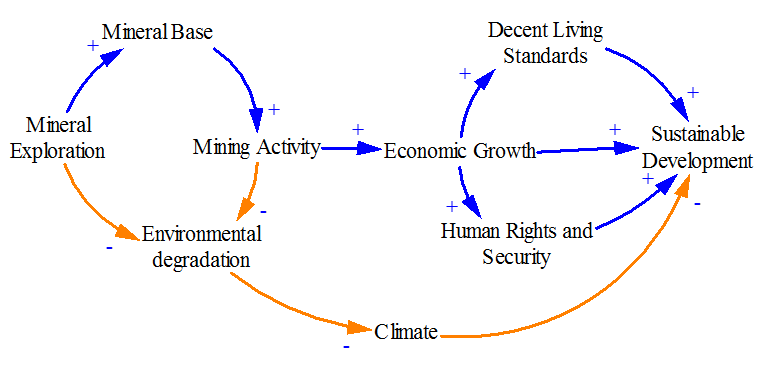 Mineral Base
+
Decent Living
Standards
+
+
+
Mineral
Exploration
Mining Activity
+
Economic Growth
+
Sustainable
Development
+
+
-
-
Environmental
degradation
-
Human Rights and
Security
Climate
-